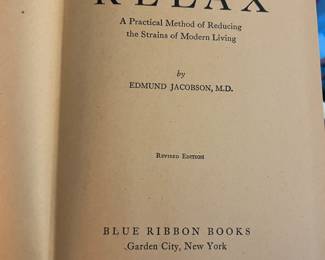 RELAX
A Practical Method of Reducing
the Strains of Modern Living
by
EDMUND JACOBSON, M.D.
REVISED EDITION
BLUE RIBBON BOOKS
Garden City, New York